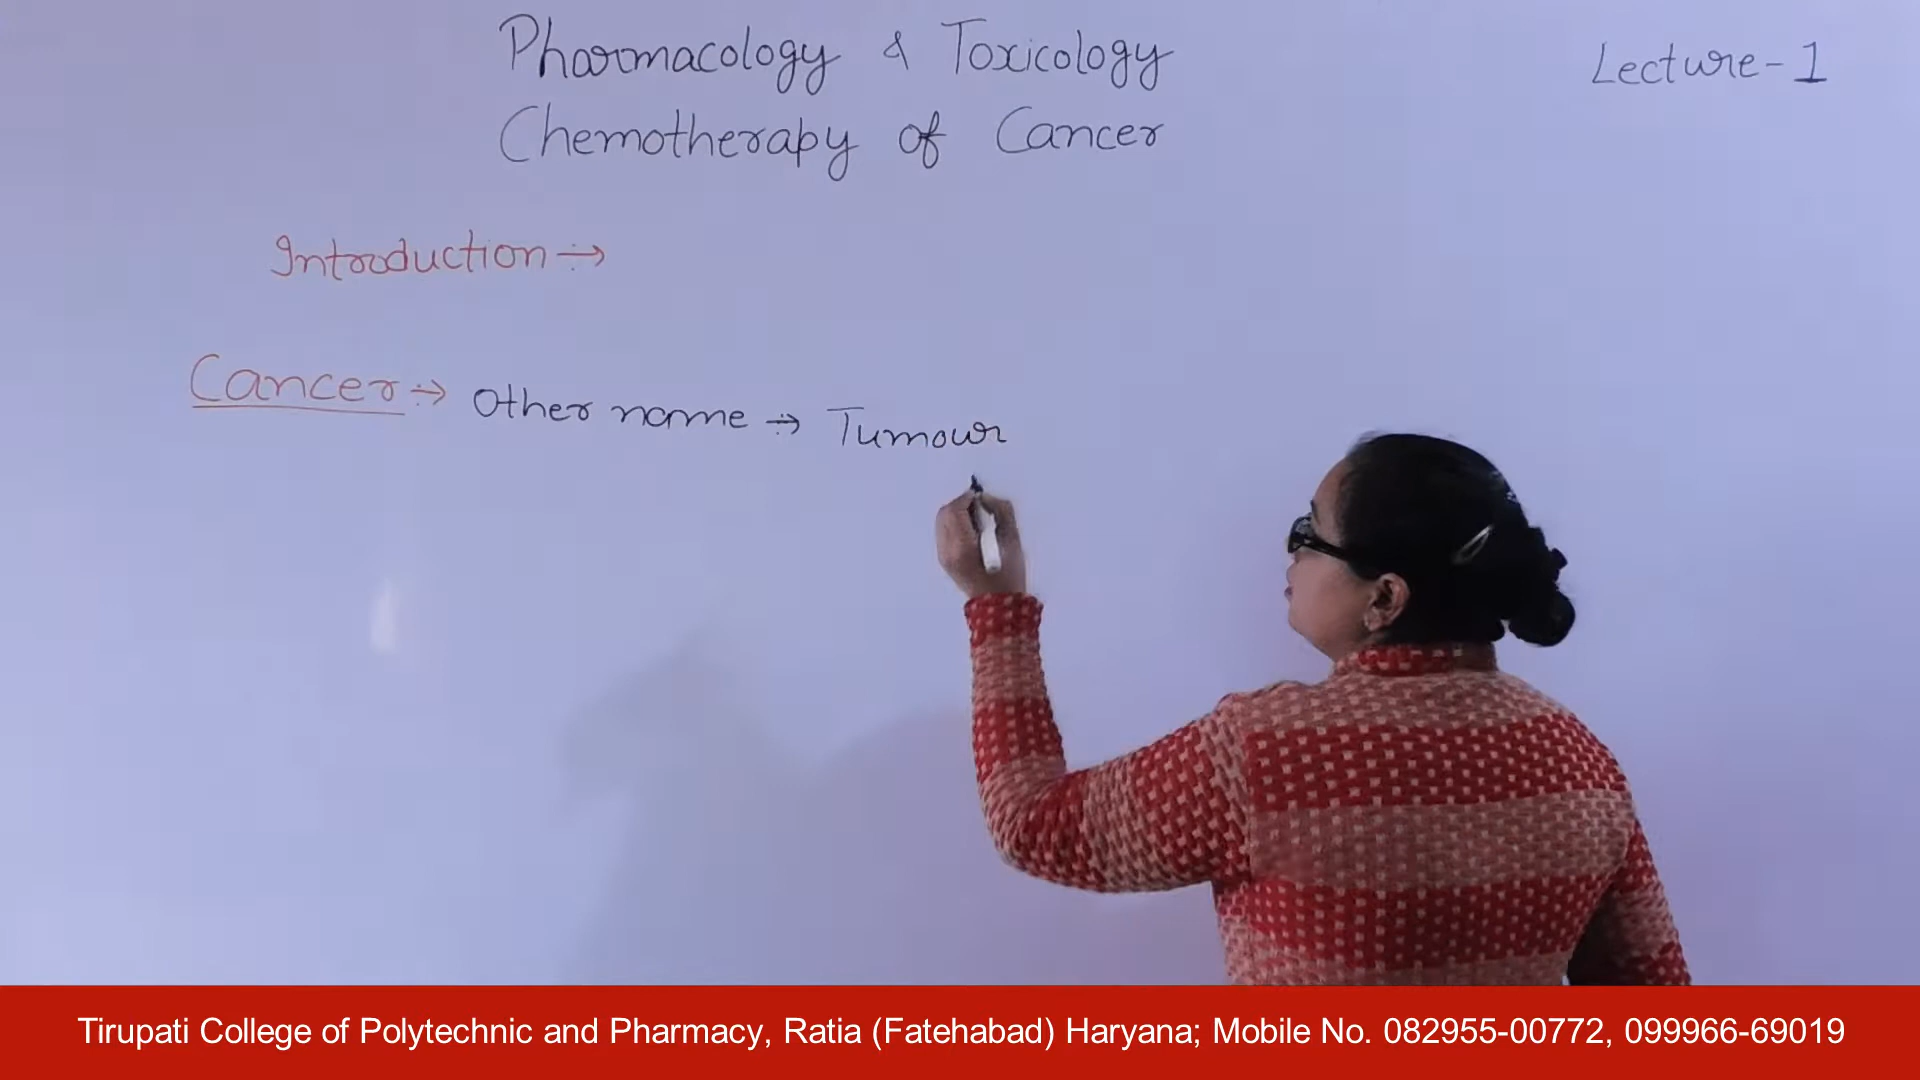 Pharmacology & Toxicology
Lecture-1
Chemotherapy of Cancer
Introduction ÷→
Cancer ÷→ Other name ÷→ Tumour
Tirupati College of Polytechnic and Pharmacy, Ratia (Fatehabad) Haryana; Mobile No. 082955-00772, 099966-69019